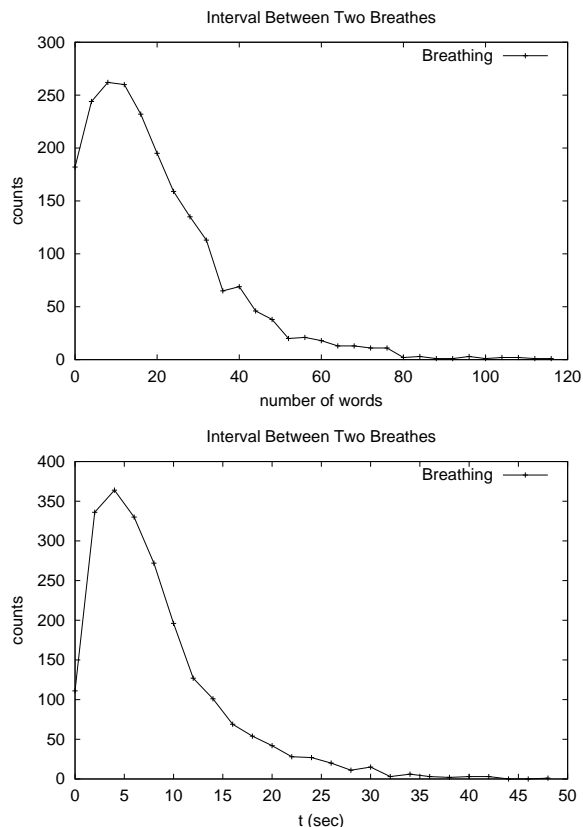 Interval Between Two Breathes
300
250
200
150
100
50
0
counts
Breathing
0 20 40 60 80 100 120
number of words
Interval Between Two Breathes
400
350
300
250
200
150
100
50
0
counts
Breathing
0 5 10 15 20 25 30 35 40 45 50
t (sec)